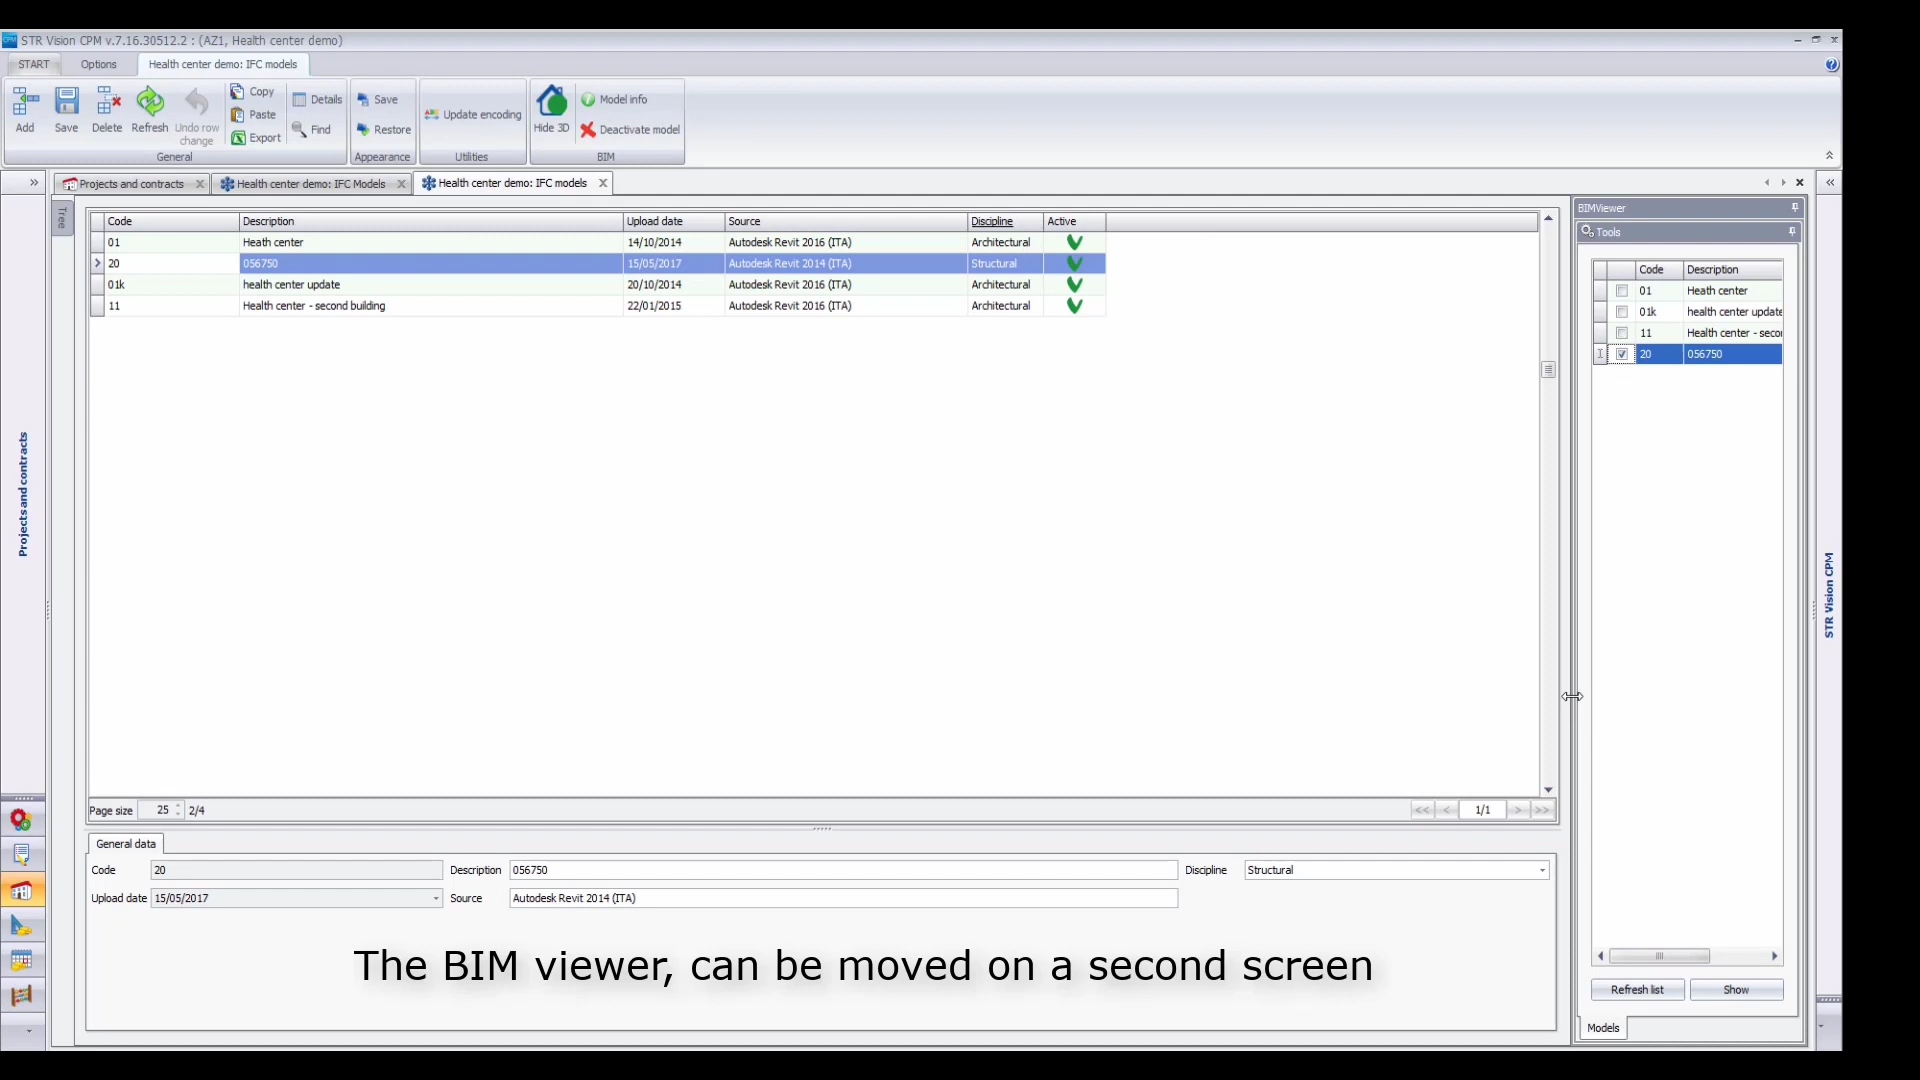 STR Vision CPM v.7.16.30512.2 : (AZ1, Health center demo)
START Options Health center demo: IFC models
Add Save Delete Refresh Undo row change Copy Paste Export Details Find
Save Restore
Update encoding
Hide 3D Model info Deactivate model
General Appearance Utilities BIM
Projects and contracts Health center demo: IFC Models Health center demo: IFC models
Tree
Projects and contracts
Code Description Upload date Source Discipline Active
01 Heath center 14/10/2014 Autodesk Revit 2016 (ITA) Architectural
20 056750 15/05/2017 Autodesk Revit 2014 (ITA) Structural
01k health center update 20/10/2014 Autodesk Revit 2016 (ITA) Architectural
11 Health center - second building 22/01/2015 Autodesk Revit 2016 (ITA) Architectural
Page size 25 2/4 << < 1/1 > >>
General data
Code 20 Description 056750 Discipline Structural
Upload date 15/05/2017 Source Autodesk Revit 2014 (ITA)
The BIM viewer, can be moved on a second screen
BIMViewer
Tools
Code Description
01 Heath center
01k health center update
11 Health center - seco
20 056750
Refresh list Show
Models
STR Vision CPM